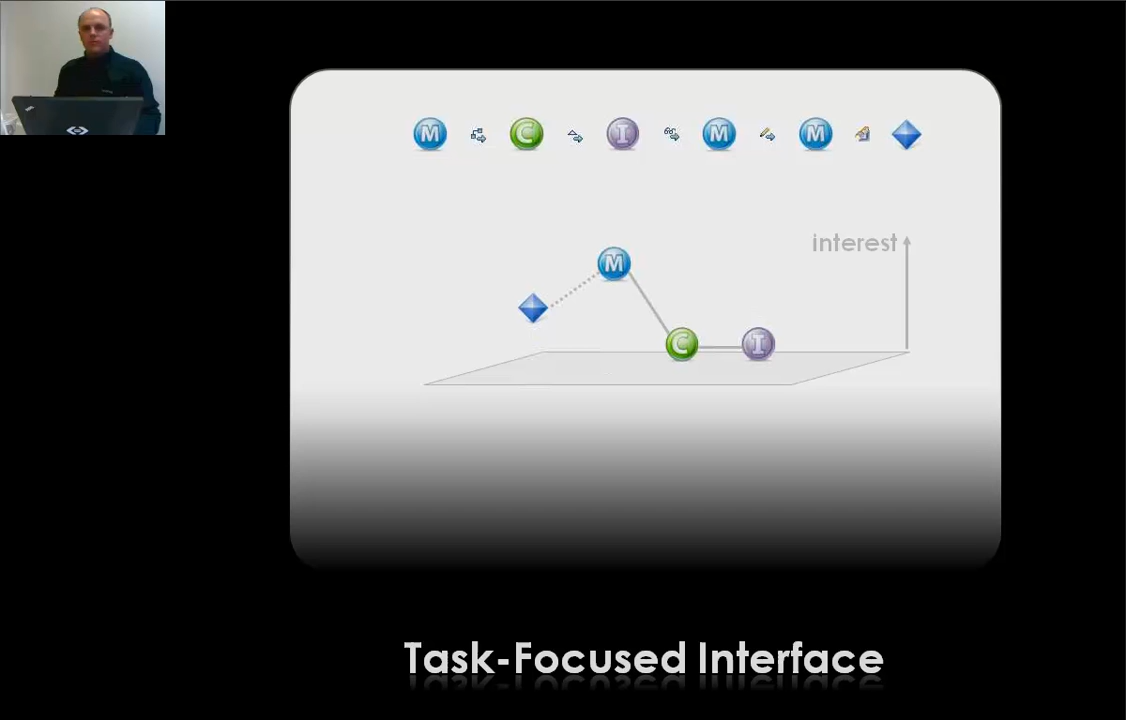 M C I M M
interest
M
C I
Task-Focused Interface